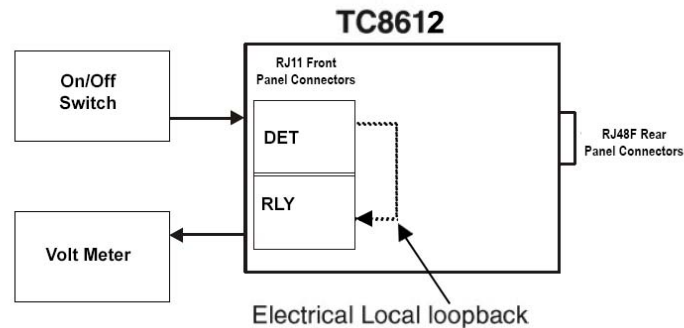 TC8612
RJ11 Front
Panel Connectors
On/Off
Switch
DET
RJ48F Rear
Panel Connectors
RLY
Volt Meter
Electrical Local loopback